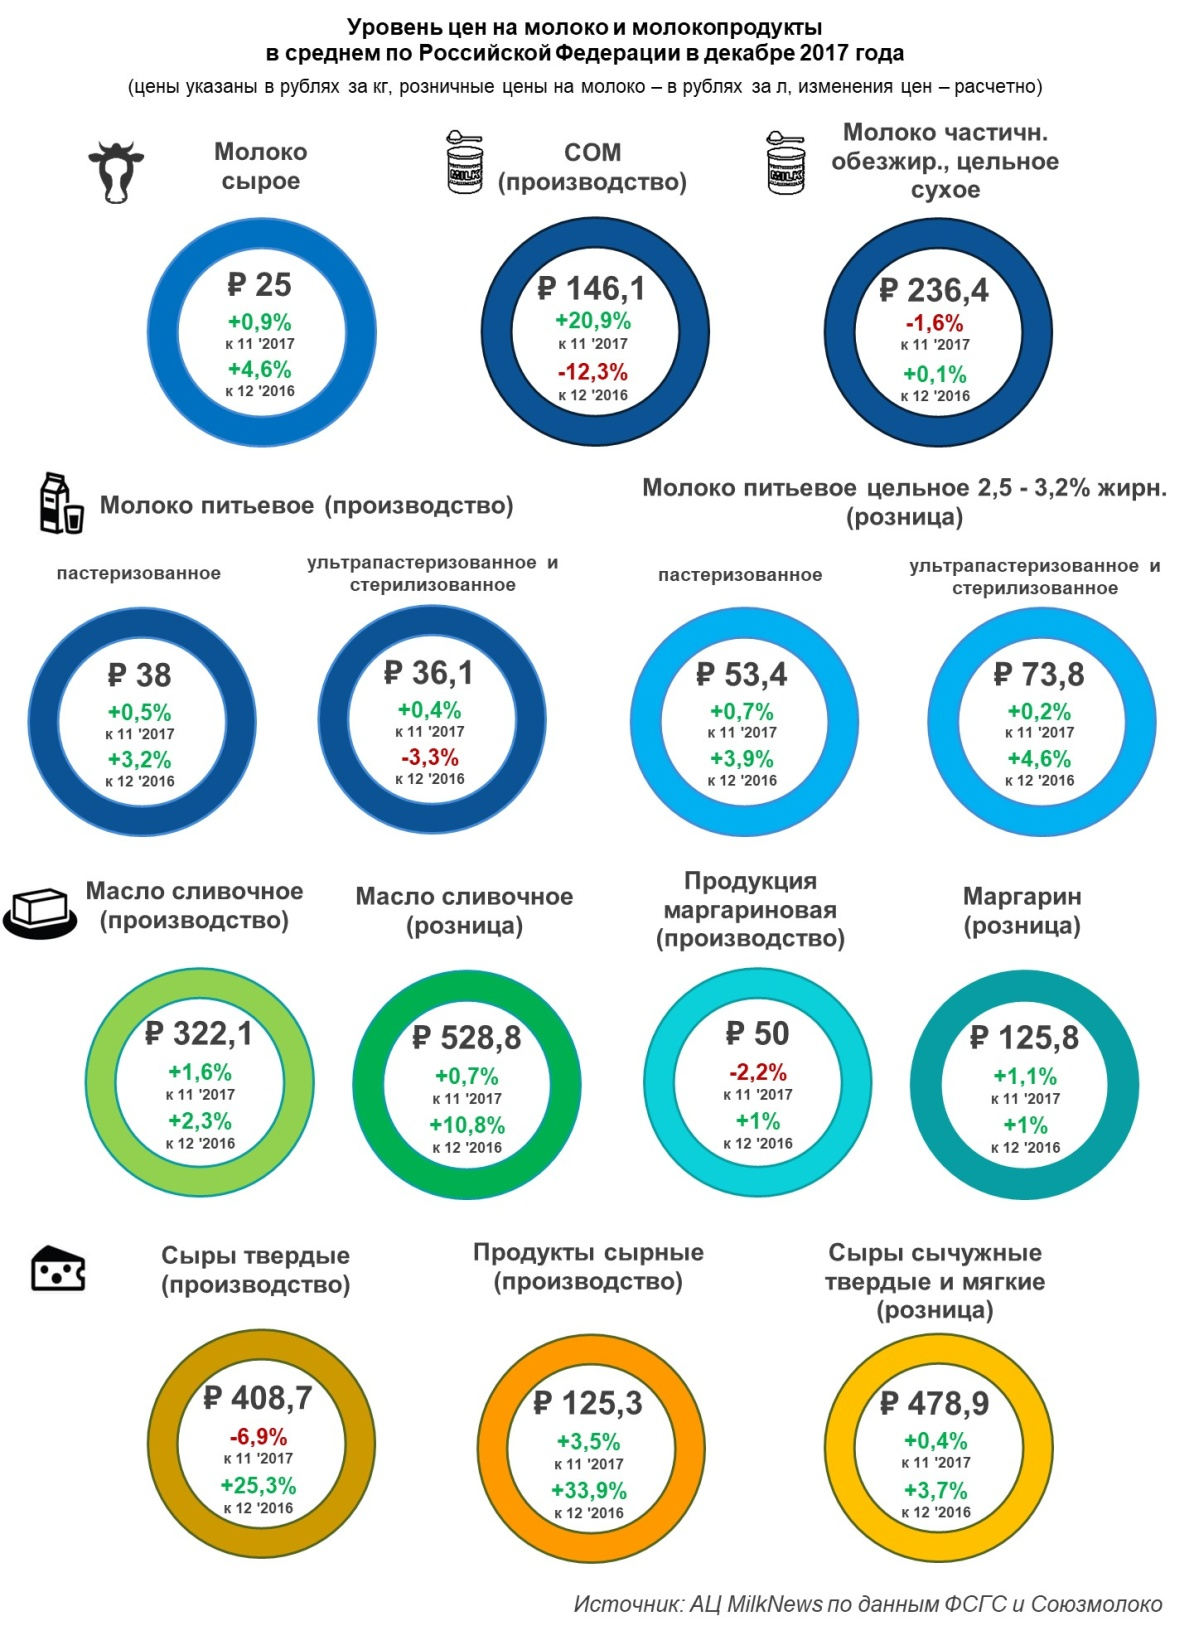 Уровень цен на молоко и молокопродукты
в среднем по Российской Федерации в декабре 2017 года
(цены указаны в рублях за кг, розничные цены на молоко – в рублях за л, изменения цен – расчетно)
Молоко
сырое
₽ 25
+0,9%
к 11 '2017
+4,6%
к 12 '2016
MILK
СОМ
(производство)
₽ 146,1
+20,9%
к 11 '2017
-12,3%
к 12 '2016
MILK
Молоко частичн.
обезжир., цельное
сухое
₽ 236,4
-1,6%
к 11 '2017
+0,1%
к 12 '2016
Молоко питьевое (производство)
пастеризованное
₽ 38
+0,5%
к 11 '2017
+3,2%
к 12 '2016
ультрапастеризованное и
стерилизованное
₽ 36,1
+0,4%
к 11 '2017
-3,3%
к 12 '2016
Молоко питьевое цельное 2,5 - 3,2% жирн.
(розница)
пастеризованное
₽ 53,4
+0,7%
к 11 '2017
+3,9%
к 12 '2016
ультрапастеризованное и
стерилизованное
₽ 73,8
+0,2%
к 11 '2017
+4,6%
к 12 '2016
Масло сливочное
(производство)
₽ 322,1
+1,6%
к 11 '2017
+2,3%
к 12 '2016
Масло сливочное
(розница)
₽ 528,8
+0,7%
к 11 '2017
+10,8%
к 12 '2016
Продукция
маргариновая
(производство)
₽ 50
-2,2%
к 11 '2017
+1%
к 12 '2016
Маргарин
(розница)
₽ 125,8
+1,1%
к 11 '2017
+1%
к 12 '2016
Сыры твердые
(производство)
₽ 408,7
-6,9%
к 11 '2017
+25,3%
к 12 '2016
Продукты сырные
(производство)
₽ 125,3
+3,5%
к 11 '2017
+33,9%
к 12 '2016
Сыры сычужные
твердые и мягкие
(розница)
₽ 478,9
+0,4%
к 11 '2017
+3,7%
к 12 '2016
Источник: АЦ MilkNews по данным ФСГС и Союзмолоко